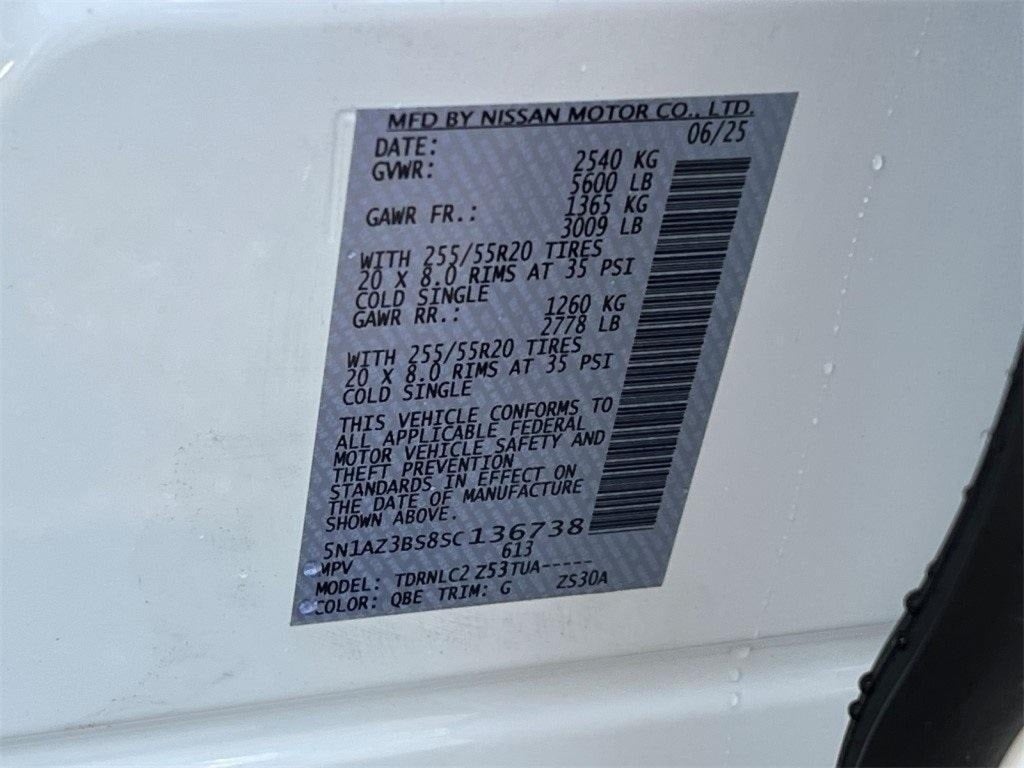 MFD BY NISSAN MOTOR CO., LTD.
DATE: 06/25
GVWR: 2540 KG
5600 LB
GAWR FR.: 1365 KG
3009 LB
WITH 255/55R20 TIRES
20 X 8.0 RIMS AT 35 PSI
COLD SINGLE
GAWR RR.: 1260 KG
2778 LB
WITH 255/55R20 TIRES
20 X 8.0 RIMS AT 35 PSI
COLD SINGLE
THIS VEHICLE CONFORMS TO
ALL APPLICABLE FEDERAL
MOTOR VEHICLE SAFETY AND
THEFT PREVENTION
STANDARDS IN EFFECT ON
THE DATE OF MANUFACTURE
SHOWN ABOVE.
5N1AZ3BS8SC136738
MPV 613
MODEL: TDRNLC2 Z53TUA-----
COLOR: QBE TRIM: G ZS30A